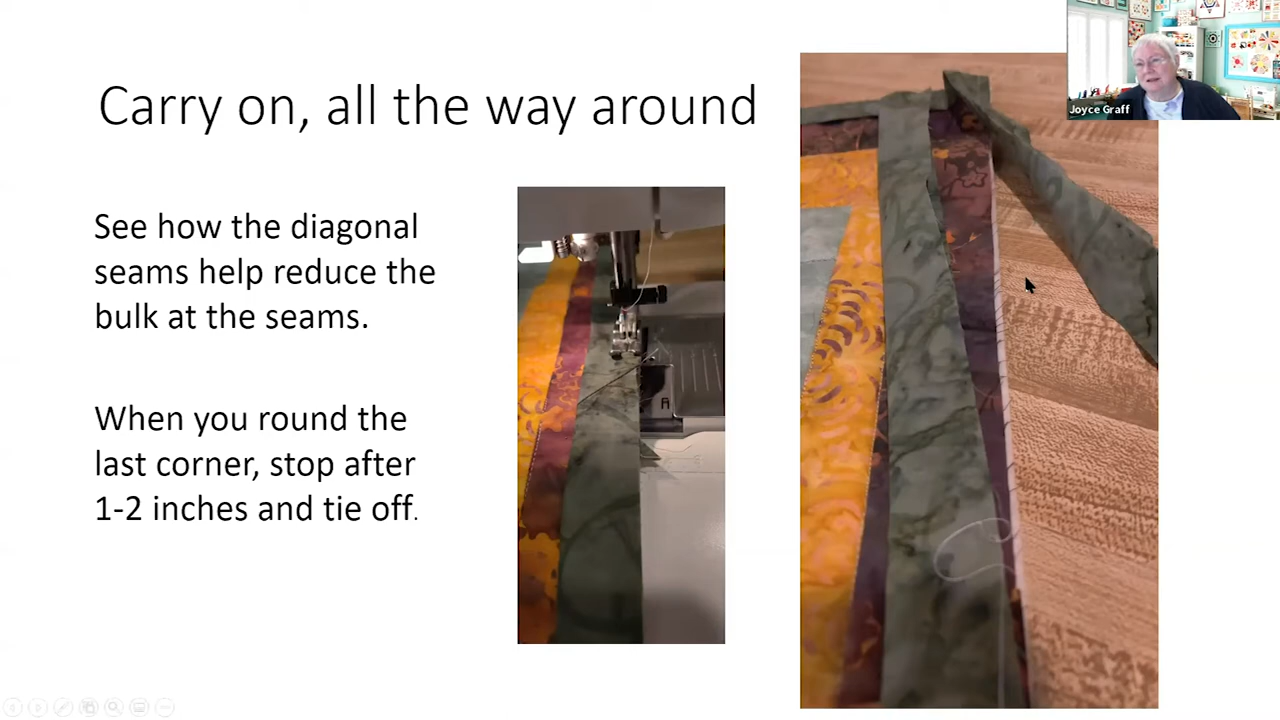 Carry on, all the way around
Joyce Graff
See how the diagonal
seams help reduce the
bulk at the seams.
When you round the
last corner, stop after
1-2 inches and tie off.